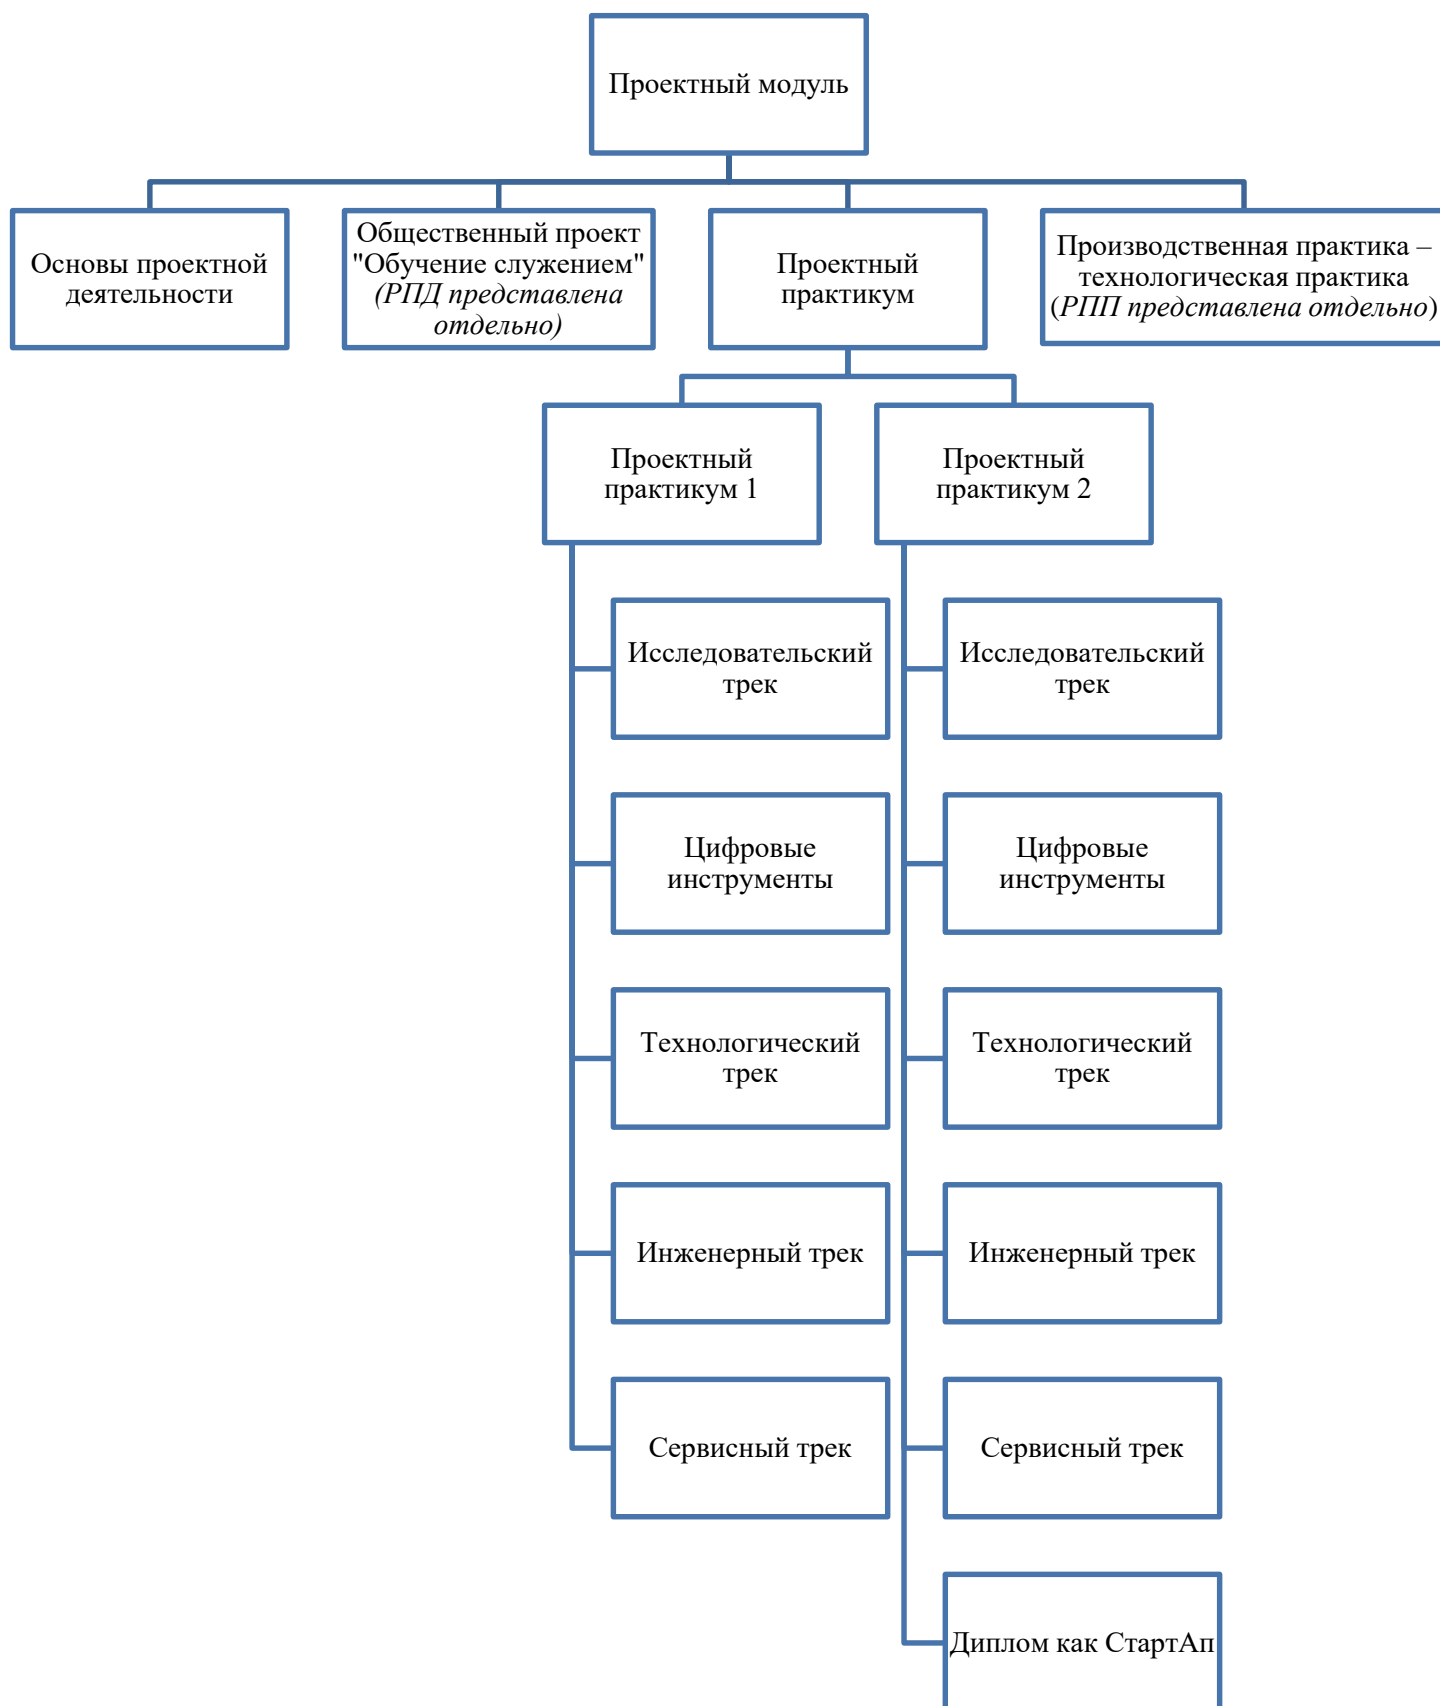 Проектный модуль
Основы проектной
деятельности
Общественный проект
"Обучение служением"
(РПД представлена
отдельно)
Проектный
практикум
Производственная практика –
технологическая практика
(РПП представлена отдельно)
Проектный
практикум 1
Проектный
практикум 2
Исследовательский
трек
Исследовательский
трек
Цифровые
инструменты
Цифровые
инструменты
Технологический
трек
Технологический
трек
Инженерный трек
Инженерный трек
Сервисный трек
Сервисный трек
Диплом как СтартАп